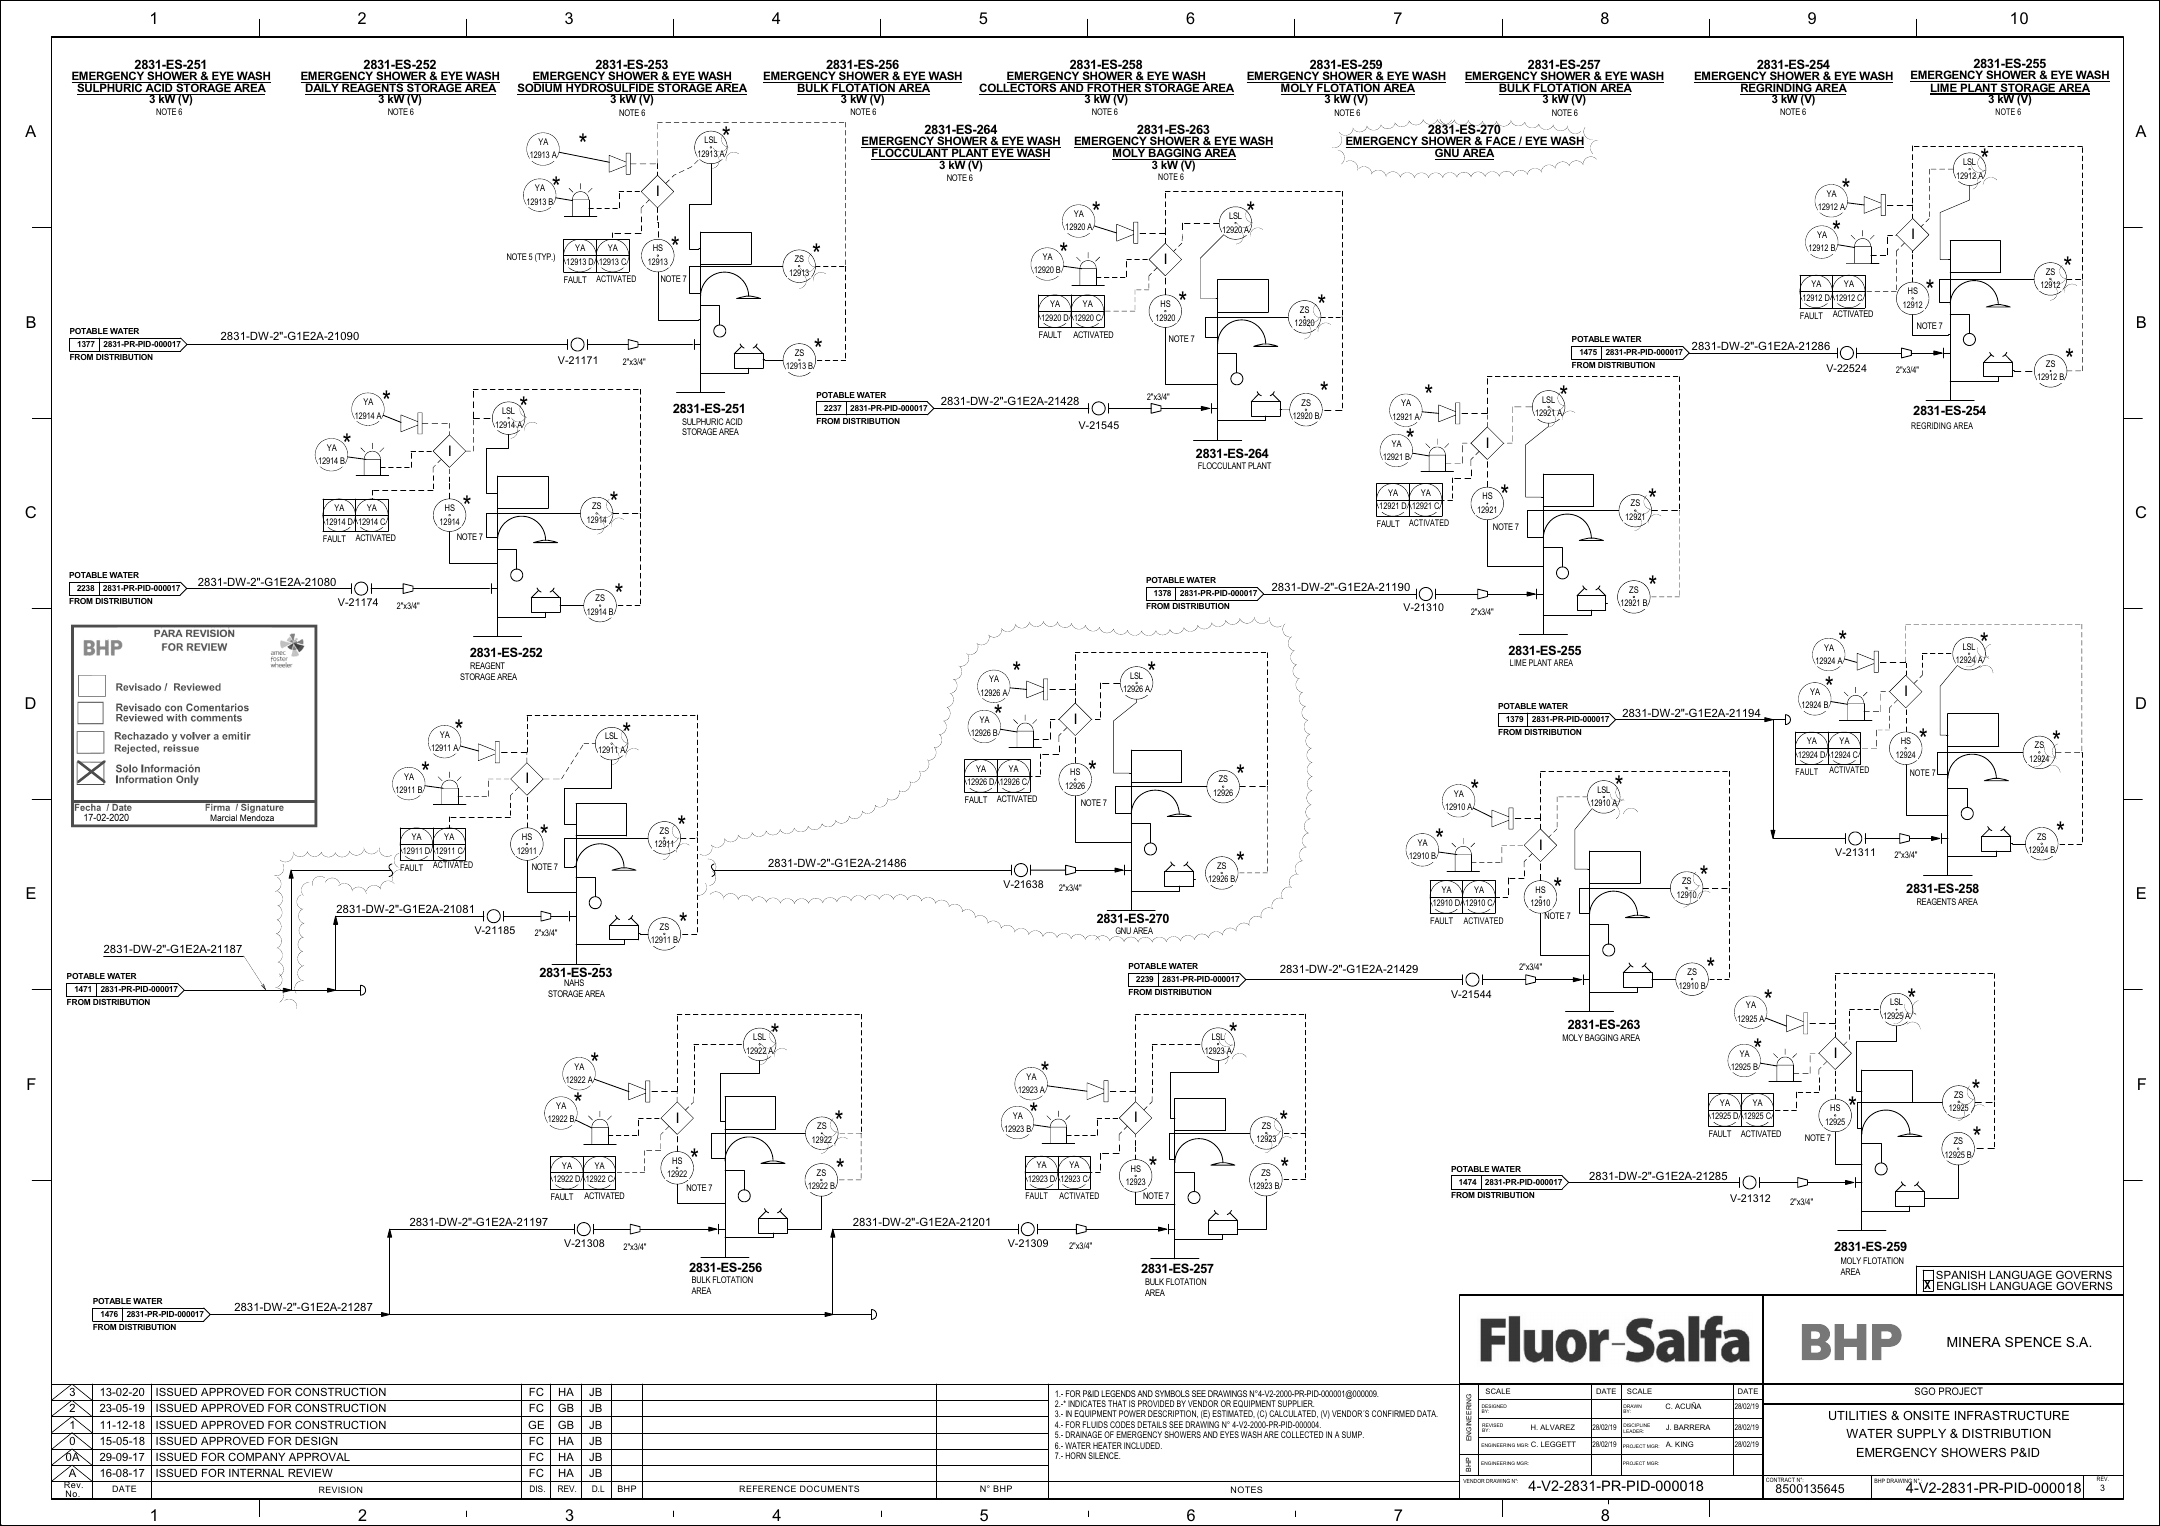 1 2 3 4 5 6 7 8 9 10
2831-ES-251
EMERGENCY SHOWER & EYE WASH
SULPHURIC ACID STORAGE AREA
3 kW (V)
NOTE 6
2831-ES-252
EMERGENCY SHOWER & EYE WASH
DAILY REAGENTS STORAGE AREA
3 kW (V)
NOTE 6
2831-ES-253
EMERGENCY SHOWER & EYE WASH
SODIUM HYDROSULFIDE STORAGE AREA
3 kW (V)
NOTE 6
2831-ES-256
EMERGENCY SHOWER & EYE WASH
BULK FLOTATION AREA
3 kW (V)
NOTE 6
2831-ES-258
EMERGENCY SHOWER & EYE WASH
COLLECTORS AND FROTHER STORAGE AREA
3 kW (V)
NOTE 6
2831-ES-259
EMERGENCY SHOWER & EYE WASH
MOLY FLOTATION AREA
3 kW (V)
NOTE 6
2831-ES-257
EMERGENCY SHOWER & EYE WASH
BULK FLOTATION AREA
3 kW (V)
NOTE 6
2831-ES-254
EMERGENCY SHOWER & EYE WASH
REGRINDING AREA
3 kW (V)
NOTE 6
2831-ES-255
EMERGENCY SHOWER & EYE WASH
LIME PLANT STORAGE AREA
3 kW (V)
NOTE 6
2831-ES-264
EMERGENCY SHOWER & EYE WASH
FLOCCULANT PLANT EYE WASH
3 kW (V)
NOTE 6
2831-ES-263
EMERGENCY SHOWER & EYE WASH
MOLY BAGGING AREA
3 kW (V)
NOTE 6
2831-ES-270
EMERGENCY SHOWER & FACE / EYE WASH
GNU AREA
A A
B B
C C
D D
E E
F F
YA 12913 A *
YA 12913 B *
LSL 12913 A *
I
YA 12913 D YA 12913 C
NOTE 5 (TYP.)
FAULT ACTIVATED
HS 12913 *
NOTE 7
ZS 12913 *
ZS 12913 B *
POTABLE WATER
1377 2831-PR-PID-000017
FROM DISTRIBUTION
2831-DW-2"-G1E2A-21090
V-21171
2"x3/4"
2831-ES-251
SULPHURIC ACID
STORAGE AREA
YA 12920 A *
YA 12920 B *
LSL 12920 A *
I
YA 12920 D YA 12920 C
FAULT ACTIVATED
HS 12920 *
NOTE 7
ZS 12920 *
ZS 12920 B *
POTABLE WATER
2237 2831-PR-PID-000017
FROM DISTRIBUTION
2831-DW-2"-G1E2A-21428
V-21545
2"x3/4"
2831-ES-264
FLOCCULANT PLANT
YA 12912 A *
YA 12912 B *
LSL 12912 A *
I
YA 12912 D YA 12912 C
FAULT ACTIVATED
HS 12912 *
NOTE 7
ZS 12912 *
ZS 12912 B *
POTABLE WATER
1475 2831-PR-PID-000017
FROM DISTRIBUTION
2831-DW-2"-G1E2A-21286
V-22524
2"x3/4"
2831-ES-254
REGRIDING AREA
YA 12914 A *
YA 12914 B *
LSL 12914 A *
I
YA 12914 D YA 12914 C
FAULT ACTIVATED
HS 12914 *
NOTE 7
ZS 12914 *
ZS 12914 B *
POTABLE WATER
2238 2831-PR-PID-000017
FROM DISTRIBUTION
2831-DW-2"-G1E2A-21080
V-21174
2"x3/4"
2831-ES-252
REAGENT
STORAGE AREA
YA 12921 A *
YA 12921 B *
LSL 12921 A *
I
YA 12921 D YA 12921 C
FAULT ACTIVATED
HS 12921 *
NOTE 7
ZS 12921 *
ZS 12921 B *
POTABLE WATER
1378 2831-PR-PID-000017
FROM DISTRIBUTION
2831-DW-2"-G1E2A-21190
V-21310
2"x3/4"
2831-ES-255
LIME PLANT AREA
BHP
PARA REVISION
FOR REVIEW
amec
foster
wheeler
Revisado / Reviewed
Revisado con Comentarios
Reviewed with comments
Rechazado y volver a emitir
Rejected, reissue
Solo Información
Information Only
Fecha / Date
17-02-2020
Firma / Signature
Marcial Mendoza
YA 12911 A *
YA 12911 B *
LSL 12911 A *
I
YA 12911 D YA 12911 C
FAULT ACTIVATED
HS 12911 *
NOTE 7
ZS 12911 *
ZS 12911 B *
2831-DW-2"-G1E2A-21081
V-21185
2"x3/4"
2831-DW-2"-G1E2A-21187
POTABLE WATER
1471 2831-PR-PID-000017
FROM DISTRIBUTION
2831-ES-253
NAHS
STORAGE AREA
YA 12926 A *
YA 12926 B *
LSL 12926 A *
I
YA 12926 D YA 12926 C
FAULT ACTIVATED
HS 12926 *
NOTE 7
ZS 12926 *
ZS 12926 B *
2831-DW-2"-G1E2A-21486
V-21638
2"x3/4"
2831-ES-270
GNU AREA
YA 12924 A *
YA 12924 B *
LSL 12924 A *
I
YA 12924 D YA 12924 C
FAULT ACTIVATED
HS 12924 *
NOTE 7
ZS 12924 *
ZS 12924 B *
POTABLE WATER
1379 2831-PR-PID-000017
FROM DISTRIBUTION
2831-DW-2"-G1E2A-21194
V-21311
2"x3/4"
2831-ES-258
REAGENTS AREA
YA 12910 A *
YA 12910 B *
LSL 12910 A *
I
YA 12910 D YA 12910 C
FAULT ACTIVATED
HS 12910 *
NOTE 7
ZS 12910 *
ZS 12910 B *
POTABLE WATER
2239 2831-PR-PID-000017
FROM DISTRIBUTION
2831-DW-2"-G1E2A-21429
V-21544
2"x3/4"
2831-ES-263
MOLY BAGGING AREA
YA 12922 A *
YA 12922 B *
LSL 12922 A *
I
YA 12922 D YA 12922 C
FAULT ACTIVATED
HS 12922 *
NOTE 7
ZS 12922 *
ZS 12922 B *
2831-DW-2"-G1E2A-21197
V-21308
2"x3/4"
2831-ES-256
BULK FLOTATION
AREA
YA 12923 A *
YA 12923 B *
LSL 12923 A *
I
YA 12923 D YA 12923 C
FAULT ACTIVATED
HS 12923 *
NOTE 7
ZS 12923 *
ZS 12923 B *
2831-DW-2"-G1E2A-21201
V-21309
2"x3/4"
2831-ES-257
BULK FLOTATION
AREA
POTABLE WATER
1476 2831-PR-PID-000017
FROM DISTRIBUTION
2831-DW-2"-G1E2A-21287
YA 12925 A *
YA 12925 B *
LSL 12925 A *
I
YA 12925 D YA 12925 C
FAULT ACTIVATED
HS 12925 *
NOTE 7
ZS 12925 *
ZS 12925 B *
POTABLE WATER
1474 2831-PR-PID-000017
FROM DISTRIBUTION
2831-DW-2"-G1E2A-21285
V-21312
2"x3/4"
2831-ES-259
MOLY FLOTATION
AREA
SPANISH LANGUAGE GOVERNS
X ENGLISH LANGUAGE GOVERNS
Fluor-Salfa
BHP
MINERA SPENCE S.A.
3 13-02-20 ISSUED APPROVED FOR CONSTRUCTION FC HA JB
2 23-05-19 ISSUED APPROVED FOR CONSTRUCTION FC GB JB
1 11-12-18 ISSUED APPROVED FOR CONSTRUCTION GE GB JB
0 15-05-18 ISSUED APPROVED FOR DESIGN FC HA JB
0A 29-09-17 ISSUED FOR COMPANY APPROVAL FC HA JB
A 16-08-17 ISSUED FOR INTERNAL REVIEW FC HA JB
Rev. No. DATE REVISION DIS. REV. D.L BHP REFERENCE DOCUMENTS N° BHP NOTES
1.- FOR P&ID LEGENDS AND SYMBOLS SEE DRAWINGS N°4-V2-2000-PR-PID-000001@000009.
2.-* INDICATES THAT IS PROVIDED BY VENDOR OR EQUIPMENT SUPPLIER.
3.- IN EQUIPMENT POWER DESCRIPTION, (E) ESTIMATED, (C) CALCULATED, (V) VENDOR´S CONFIRMED DATA.
4.- FOR FLUIDS CODES DETAILS SEE DRAWING N° 4-V2-2000-PR-PID-000004.
5.- DRAINAGE OF EMERGENCY SHOWERS AND EYES WASH ARE COLLECTED IN A SUMP.
6.- WATER HEATER INCLUDED.
7.- HORN SILENCE.
ENGINEERING
BHP
SCALE DATE SCALE DATE
DESIGNED BY: DRAWN BY: C. ACUÑA 28/02/19
REVISED BY: H. ALVAREZ 28/02/19 DISCIPLINE LEADER: J. BARRERA 28/02/19
ENGINEERING MGR: C. LEGGETT 28/02/19 PROJECT MGR: A. KING 28/02/19
ENGINEERING MGR: PROJECT MGR:
VENDOR DRAWING N°: 4-V2-2831-PR-PID-000018
SGO PROJECT
UTILITIES & ONSITE INFRASTRUCTURE
WATER SUPPLY & DISTRIBUTION
EMERGENCY SHOWERS P&ID
CONTRACT N°: 8500135645
BHP DRAWING N°: 4-V2-2831-PR-PID-000018
REV. 3
1 2 3 4 5 6 7 8